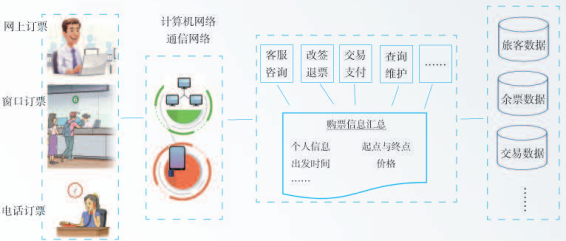 网上订票
窗口订票
电话订票
计算机网络
通信网络
客服
咨询
改签
退票
交易
支付
查询
维护
……
购票信息汇总
个人信息 起点与终点
出发时间 价格
……
旅客数据
余票数据
交易数据
……